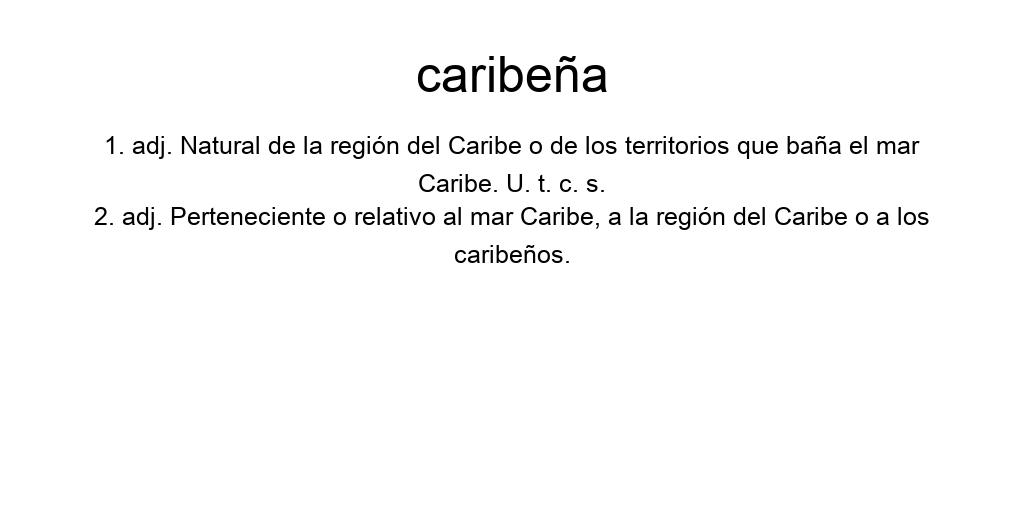 caribeña
1. adj. Natural de la región del Caribe o de los territorios que baña el mar
Caribe. U. t. c. s.
2. adj. Perteneciente o relativo al mar Caribe, a la región del Caribe o a los
caribeños.